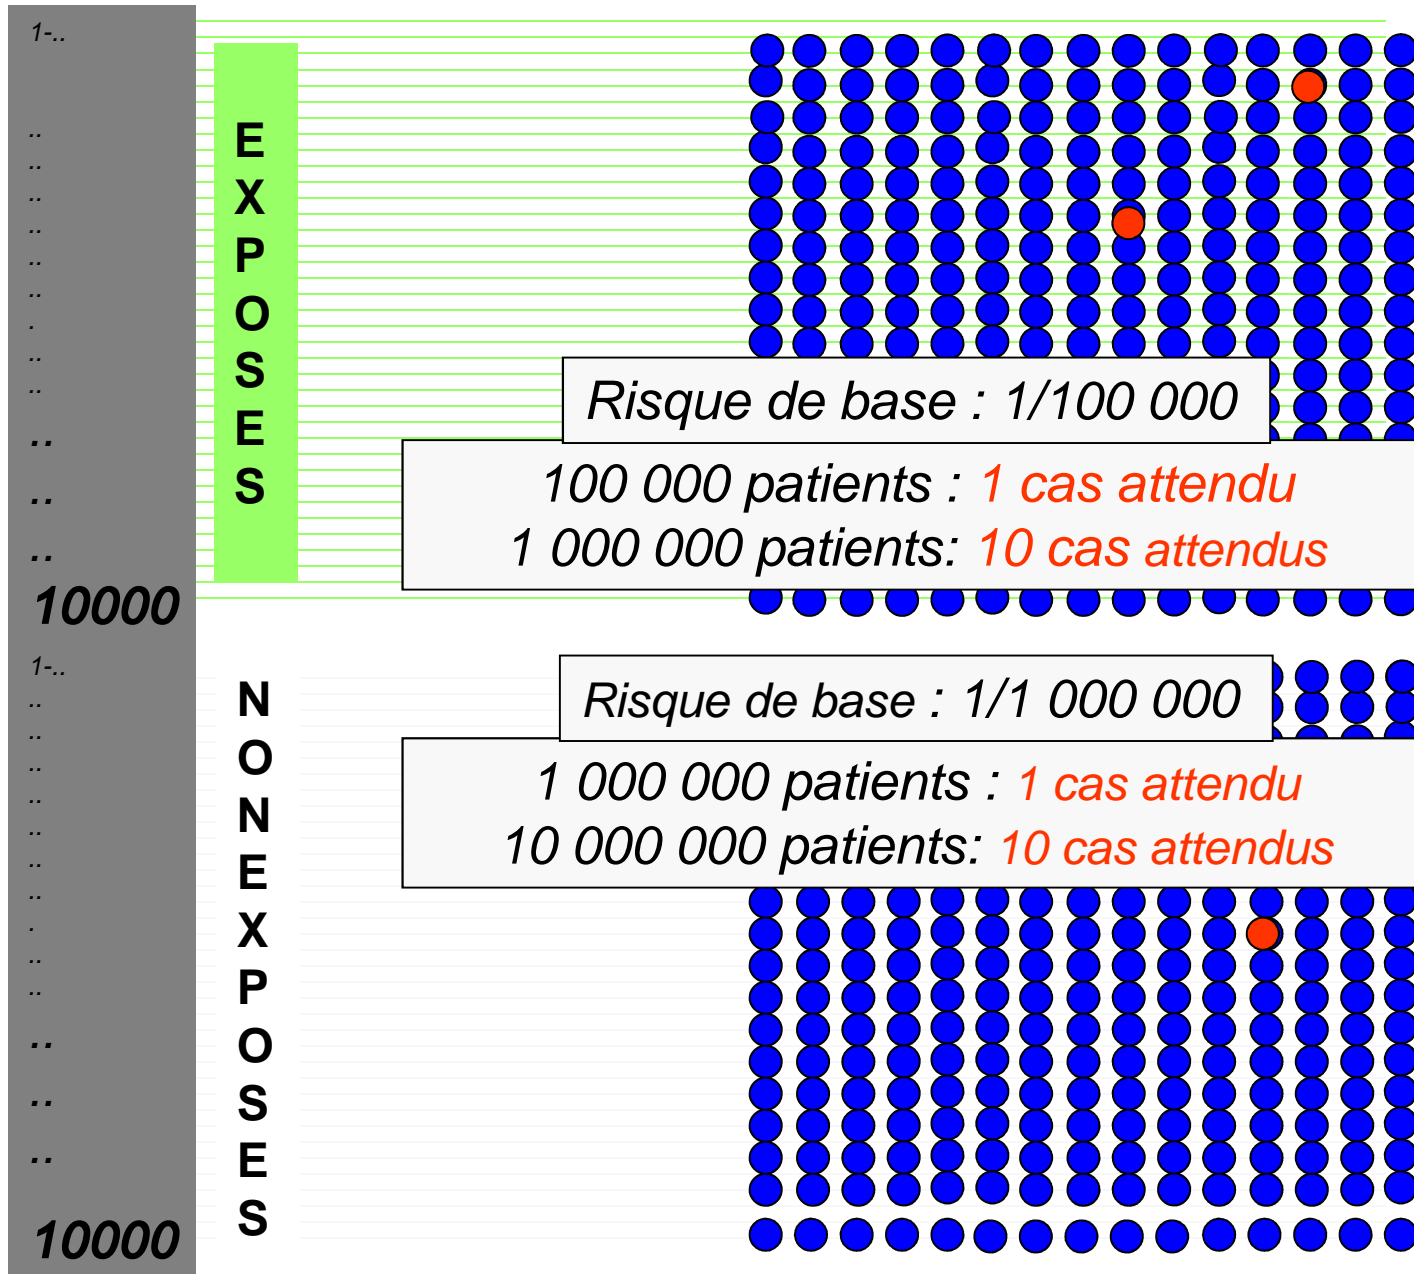 1-..
..
..
..
..
..
..
.
..
..
..
..
..
10000
E
X
P
O
S
E
S
Risque de base : 1/100 000
100 000 patients : 1 cas attendu
1 000 000 patients: 10 cas attendus
1-..
..
..
..
..
..
..
..
.
..
..
..
..
..
10000
N
O
N
E
X
P
O
S
E
S
Risque de base : 1/1 000 000
1 000 000 patients : 1 cas attendu
10 000 000 patients: 10 cas attendus